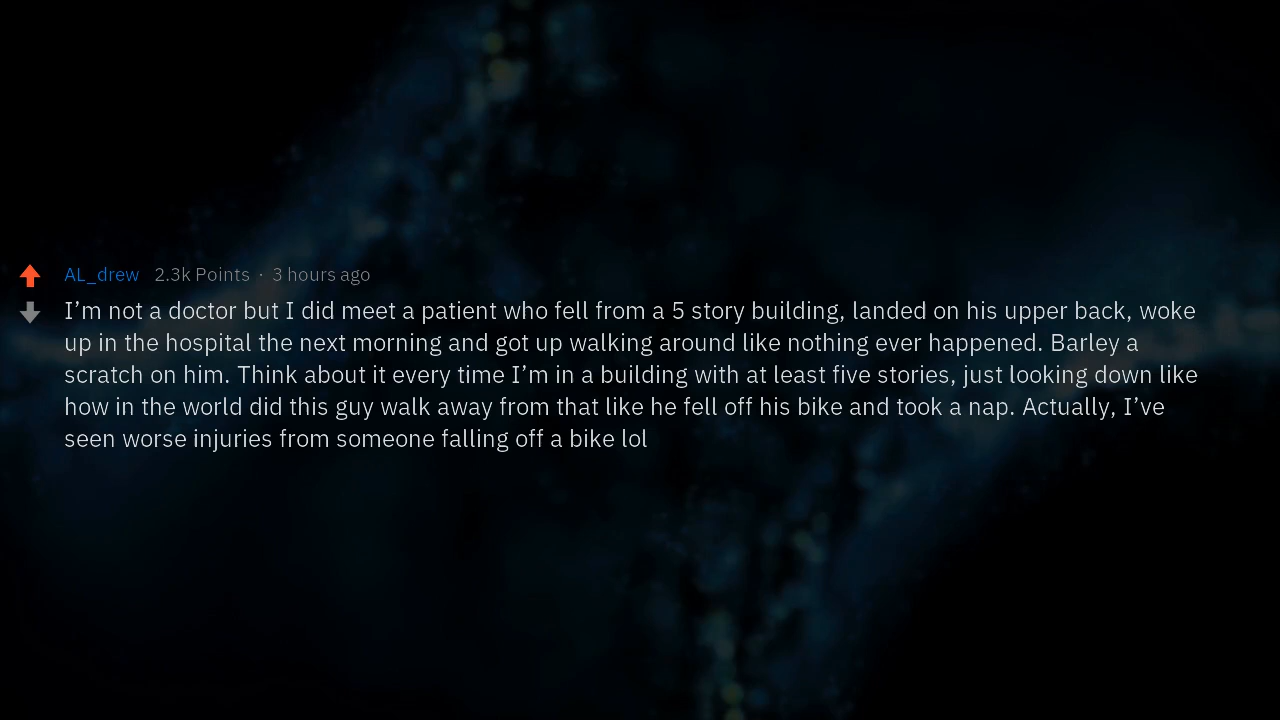 AL_drew 2.3k Points · 3 hours ago
I’m not a doctor but I did meet a patient who fell from a 5 story building, landed on his upper back, woke
up in the hospital the next morning and got up walking around like nothing ever happened. Barley a
scratch on him. Think about it every time I’m in a building with at least five stories, just looking down like
how in the world did this guy walk away from that like he fell off his bike and took a nap. Actually, I’ve
seen worse injuries from someone falling off a bike lol